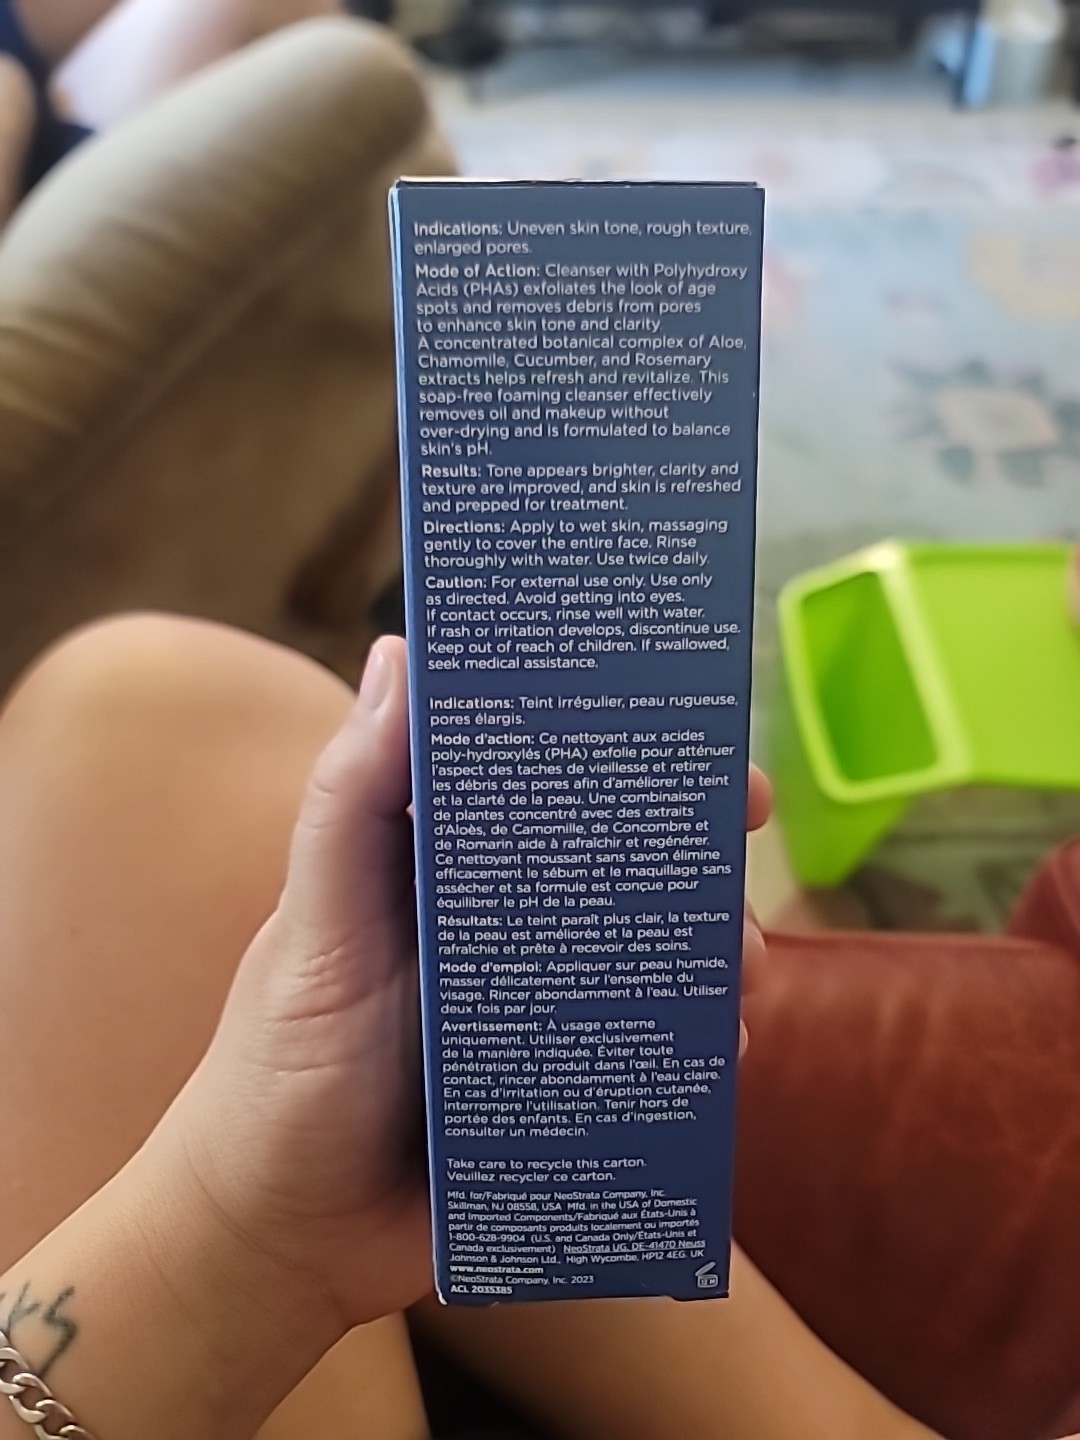 Indications: Uneven skin tone, rough texture,
enlarged pores.
Mode of Action: Cleanser with Polyhydroxy
Acids (PHAs) exfoliates the look of age
spots and removes debris from pores
to enhance skin tone and clarity.
A concentrated botanical complex of Aloe,
Chamomile, Cucumber, and Rosemary
extracts helps refresh and revitalize. This
soap-free foaming cleanser effectively
removes oil and makeup without
over-drying and is formulated to balance
skin's pH.
Results: Tone appears brighter, clarity and
texture are improved, and skin is refreshed
and prepped for treatment.
Directions: Apply to wet skin, massaging
gently to cover the entire face. Rinse
thoroughly with water. Use twice daily.
Caution: For external use only. Use only
as directed. Avoid getting into eyes.
If contact occurs, rinse well with water.
If rash or irritation develops, discontinue use.
Keep out of reach of children. If swallowed,
seek medical assistance.
Indications: Teint irrégulier, peau rugueuse,
pores élargis.
Mode d'action: Ce nettoyant aux acides
poly-hydroxylés (PHA) exfolie pour atténuer
l'aspect des taches de vieillesse et retirer
les débris des pores afin d'améliorer le teint
et la clarté de la peau. Une combinaison
de plantes concentré avec des extraits
d'Aloès, de Camomille, de Concombre et
de Romarin aide à rafraîchir et regénérer.
Ce nettoyant moussant sans savon élimine
efficacement le sébum et le maquillage sans
assécher et sa formule est conçue pour
équilibrer le pH de la peau.
Résultats: Le teint paraît plus clair, la texture
de la peau est améliorée et la peau est
rafraîchie et prête à recevoir des soins.
Mode d'emploi: Appliquer sur peau humide,
masser délicatement sur l'ensemble du
visage. Rincer abondamment à l'eau. Utiliser
deux fois par jour.
Avertissement: À usage externe
uniquement. Utiliser exclusivement
de la manière indiquée. Éviter toute
pénétration du produit dans l'œil. En cas de
contact, rincer abondamment à l'eau claire.
En cas d'irritation ou d'éruption cutanée,
interrompre l'utilisation. Tenir hors de
portée des enfants. En cas d'ingestion,
consulter un médecin.
Take care to recycle this carton.
Veuillez recycler ce carton.
Mfd. for/Fabriqué pour NeoStrata Company, Inc.
Skillman, NJ 08558, USA Mfd. in the USA of Domestic
and Imported Components/Fabriqué aux États-Unis à
partir de composants produits localement ou importés
1-800-628-9904 (U.S. and Canada Only/États-Unis et
Canada exclusivement) NeoStrata UG, DE-41470 Neuss
Johnson & Johnson Ltd., High Wycombe, HP12 4EG, UK
www.neostrata.com
©NeoStrata Company, Inc. 2023
ACL 2035385
12 M